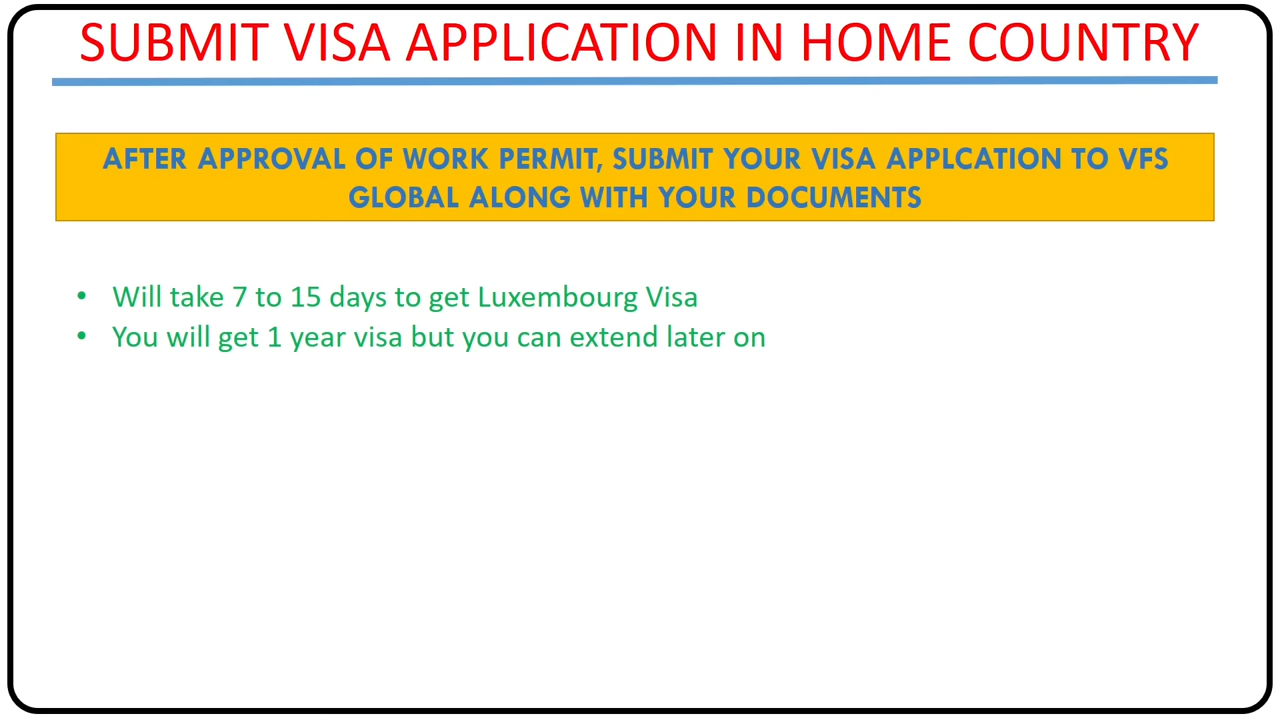 SUBMIT VISA APPLICATION IN HOME COUNTRY
AFTER APPROVAL OF WORK PERMIT, SUBMIT YOUR VISA APPLCATION TO VFS
GLOBAL ALONG WITH YOUR DOCUMENTS
• Will take 7 to 15 days to get Luxembourg Visa
• You will get 1 year visa but you can extend later on